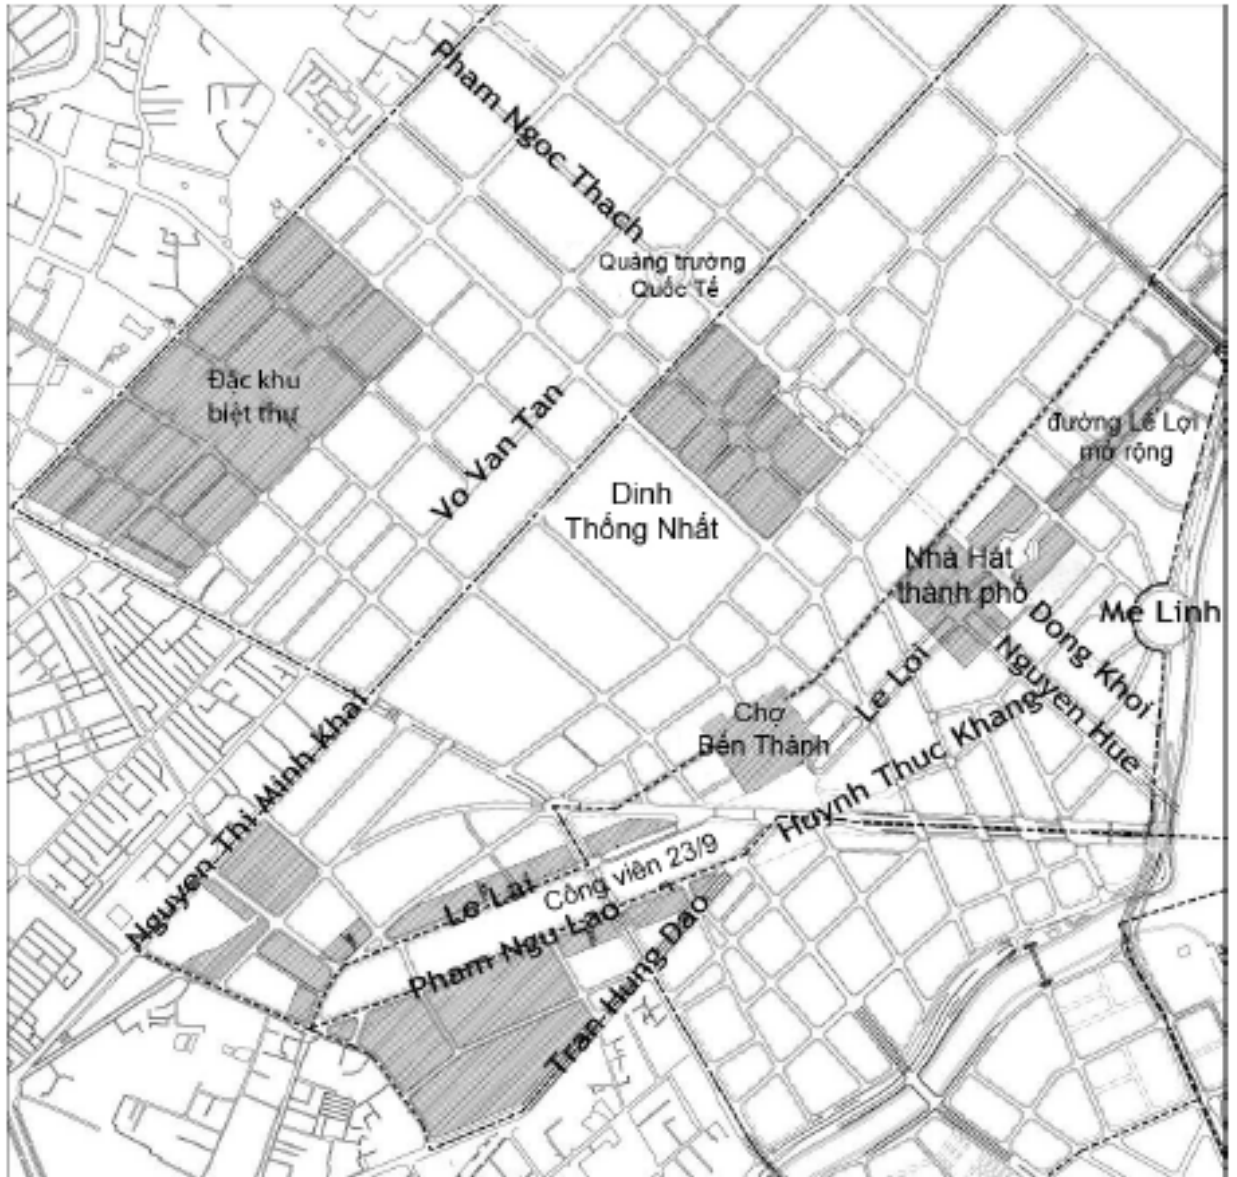 Pham Ngoc Thach
Quảng trường
Quốc Tế
Đặc khu
biệt thự
Vo Van Tan
đường Lê Lợi
mở rộng
Dinh
Thống Nhất
Nhà Hát
thành phố
Me Linh
Dong Khoi
Nguyen Hue
Le Loi
Chợ
Bến Thành
Huynh Thuc Khang
Nguyen Thi Minh Khai
Công viên 23/9
Le Lai
Pham Ngu Lao
Tran Hung Dao